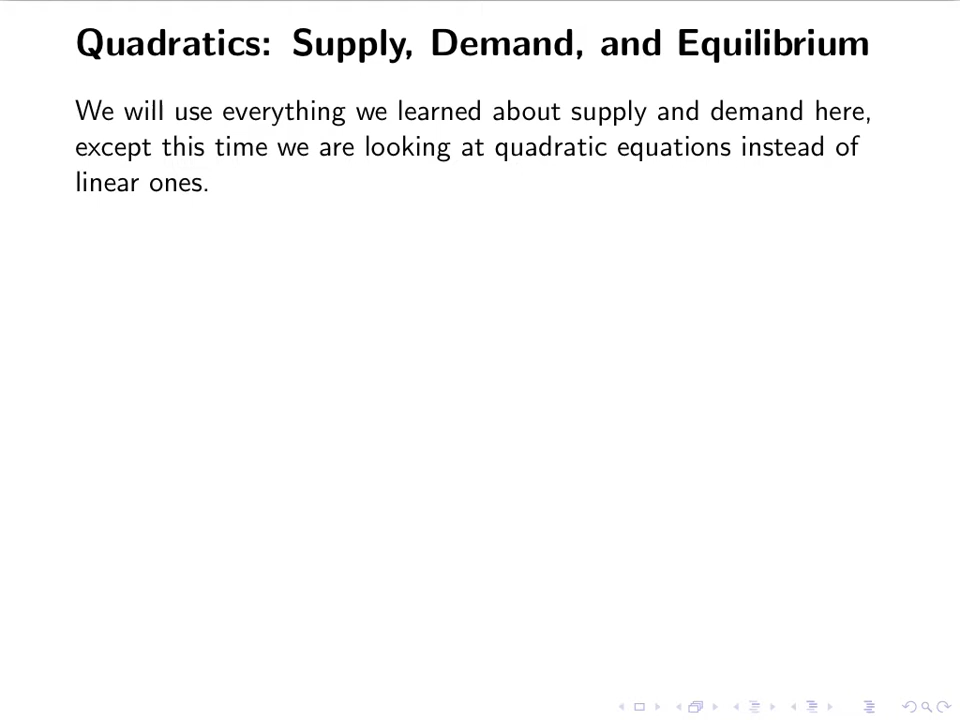 Quadratics: Supply, Demand, and Equilibrium
We will use everything we learned about supply and demand here,
except this time we are looking at quadratic equations instead of
linear ones.